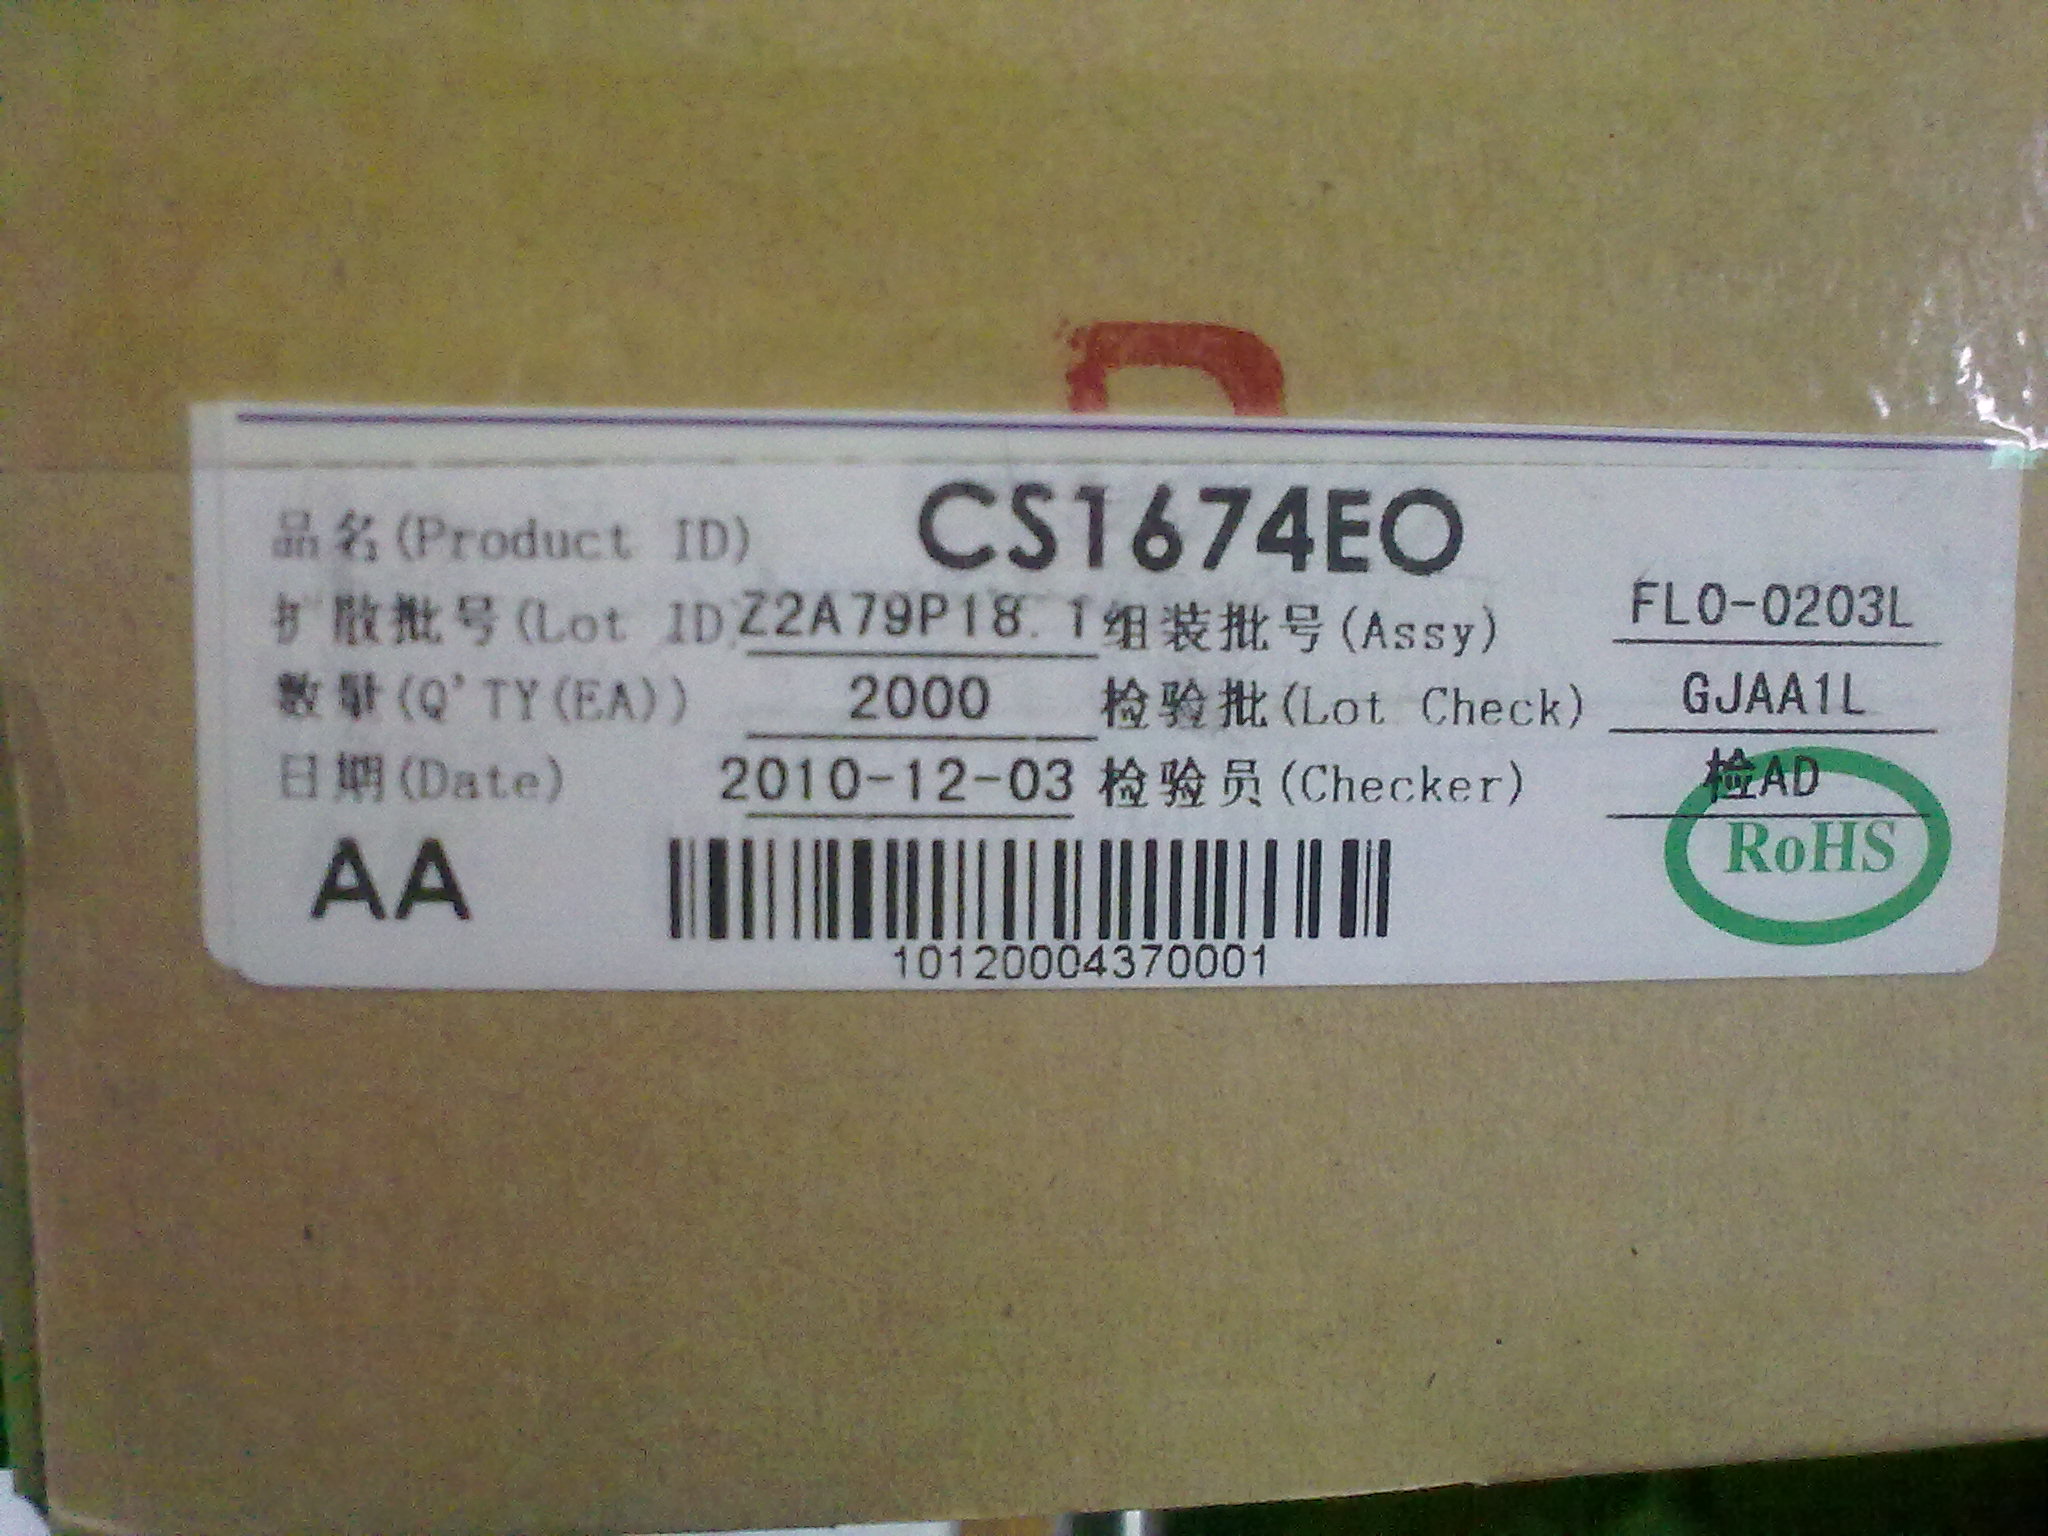 品名(Product ID) CS1674EO
扩散批号(Lot ID) Z2A79P18.1 组装批号(Assy) FL0-0203L
数量(Q'TY(EA)) 2000 检验批(Lot Check) GJAA1L
日期(Date) 2010-12-03 检验员(Checker) 检AD
AA RoHS
10120004370001